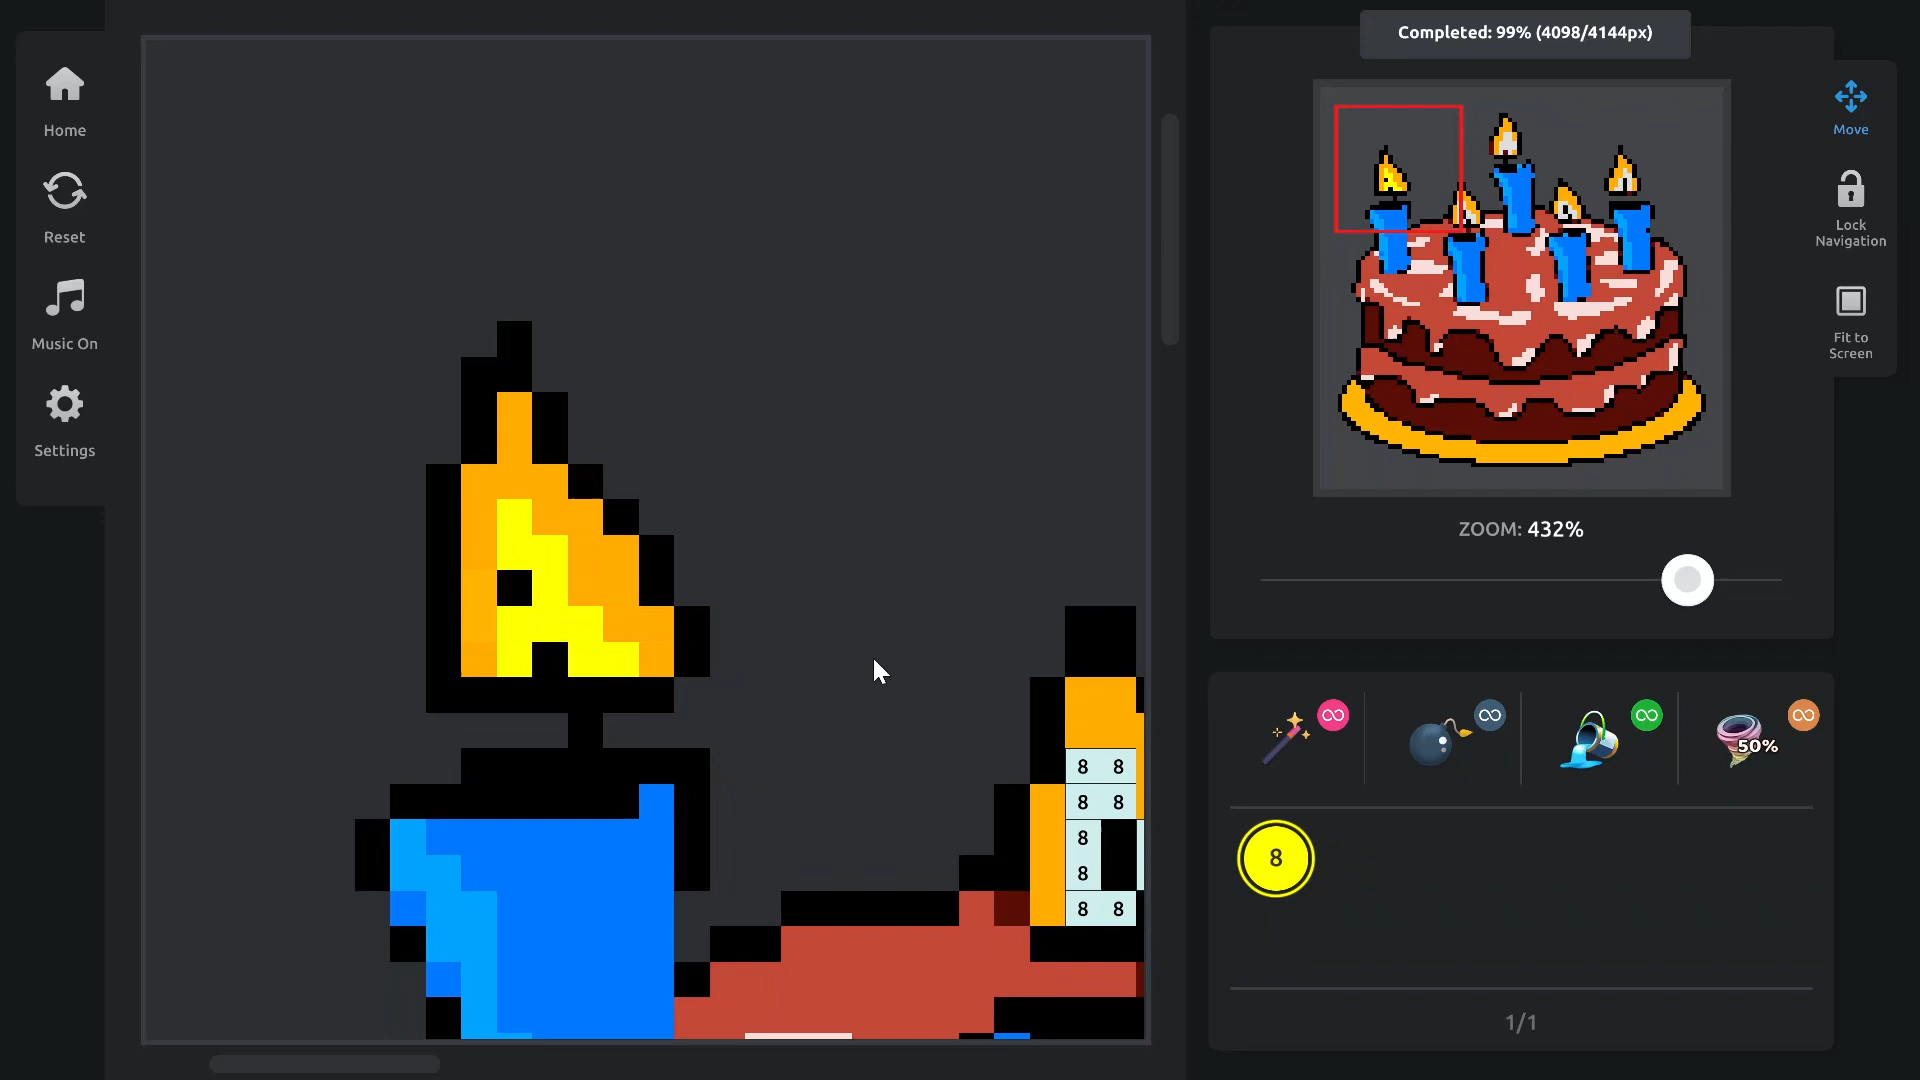 Home
Reset
Music On
Settings
8 8
8 8
8
8
8 8
Completed: 99% (4098/4144px)
Move
Lock
Navigation
Fit to
Screen
ZOOM: 432%
50%
8
1/1